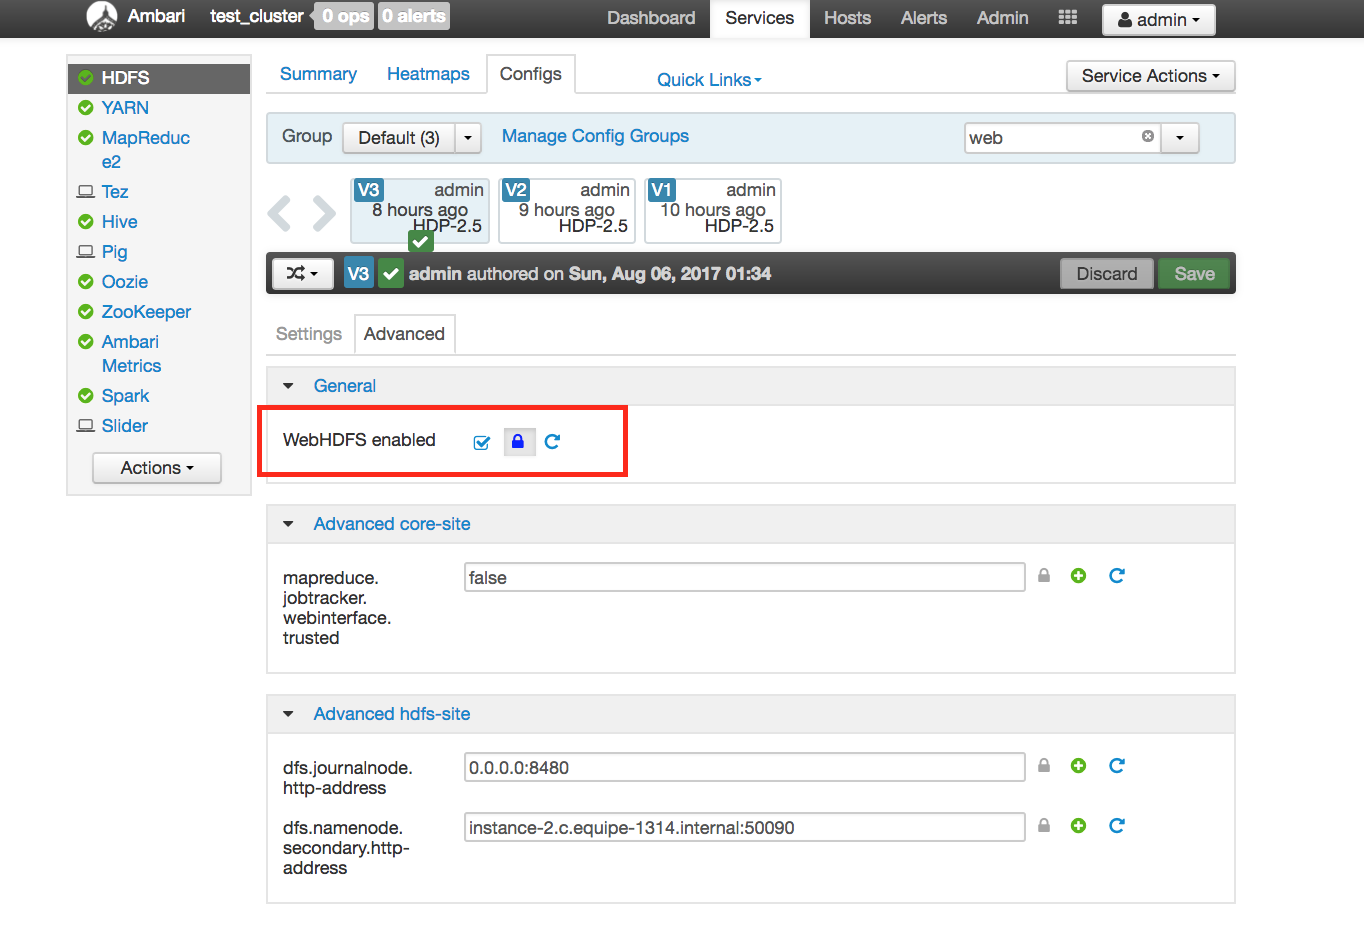 Ambari test_cluster 0 ops 0 alerts Dashboard Services Hosts Alerts Admin admin
HDFS
YARN
MapReduc
e2
Tez
Hive
Pig
Oozie
ZooKeeper
Ambari
Metrics
Spark
Slider
Actions
Summary Heatmaps Configs Quick Links Service Actions
Group Default (3) Manage Config Groups web
V3 admin
8 hours ago
HDP-2.5
V2 admin
9 hours ago
HDP-2.5
V1 admin
10 hours ago
HDP-2.5
V3 admin authored on Sun, Aug 06, 2017 01:34 Discard Save
Settings Advanced
General
WebHDFS enabled
Advanced core-site
mapreduce.
jobtracker.
webinterface.
trusted
false
Advanced hdfs-site
dfs.journalnode.
http-address
0.0.0.0:8480
dfs.namenode.
secondary.http-
address
instance-2.c.equipe-1314.internal:50090